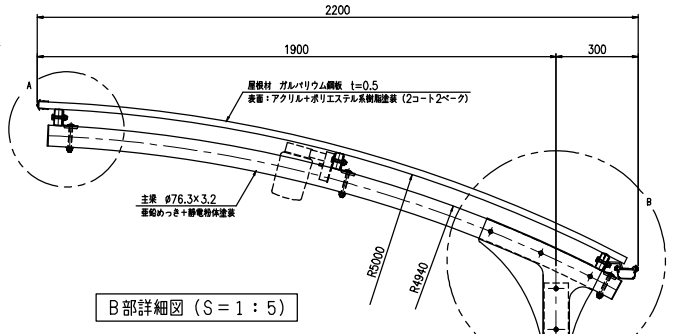 2200
1900
300
A
屋根材 ガルバリウム鋼板 t=0.5
表面：アクリル+ポリエステル系樹脂塗装 (2コート2ベーク)
B
主梁 φ76.3×3.2
亜鉛めっき+静電粉体塗装
R5000
R4940
B部詳細図 (S=1:5)